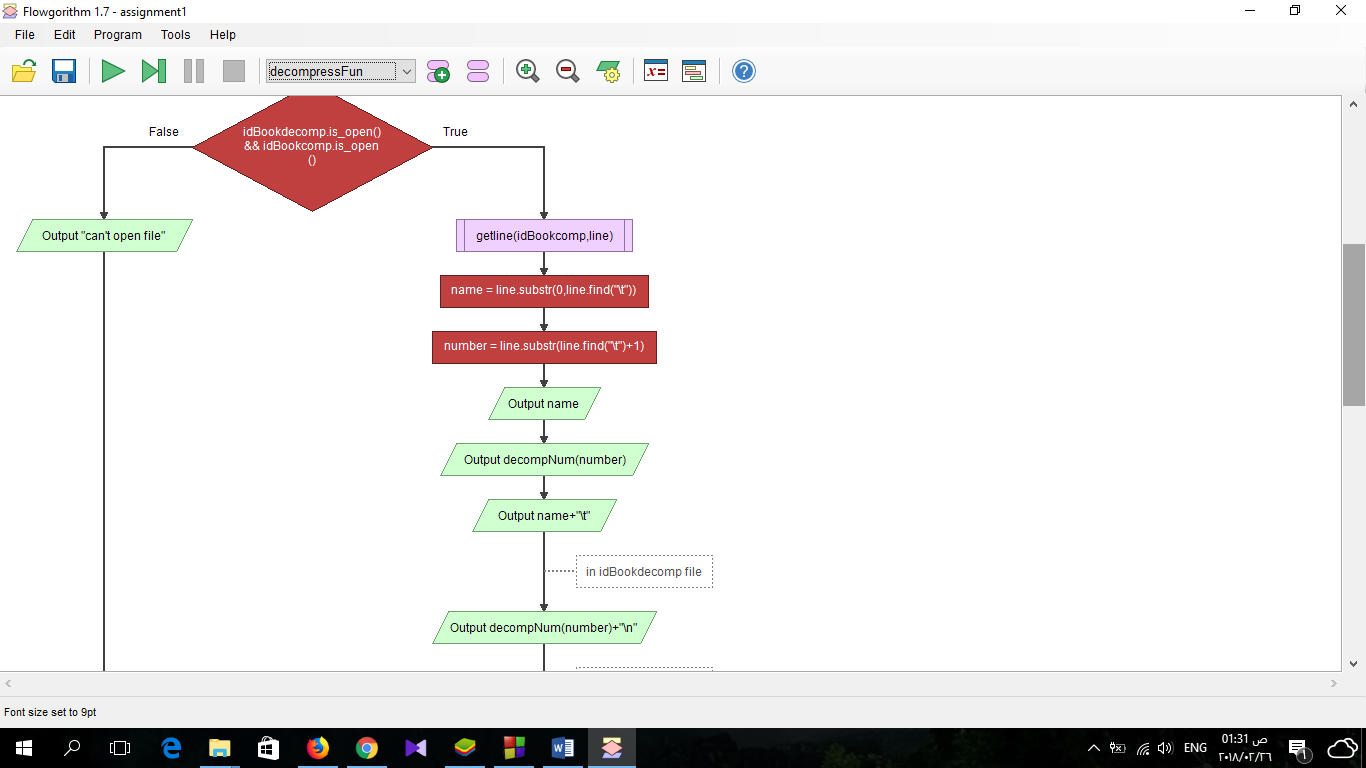 Flowgorithm 1.7 - assignment1
File Edit Program Tools Help
decompressFun
False
idBookdecomp.is_open()
&& idBookcomp.is_open
()
True
Output "can't open file"
getline(idBookcomp,line)
name = line.substr(0,line.find("\t"))
number = line.substr(line.find("\t")+1)
Output name
Output decompNum(number)
Output name+"\t"
in idBookdecomp file
Output decompNum(number)+"\n"
Font size set to 9pt
ENG
01:31 ص
٢٠١٨/٠٢/٢٦
1